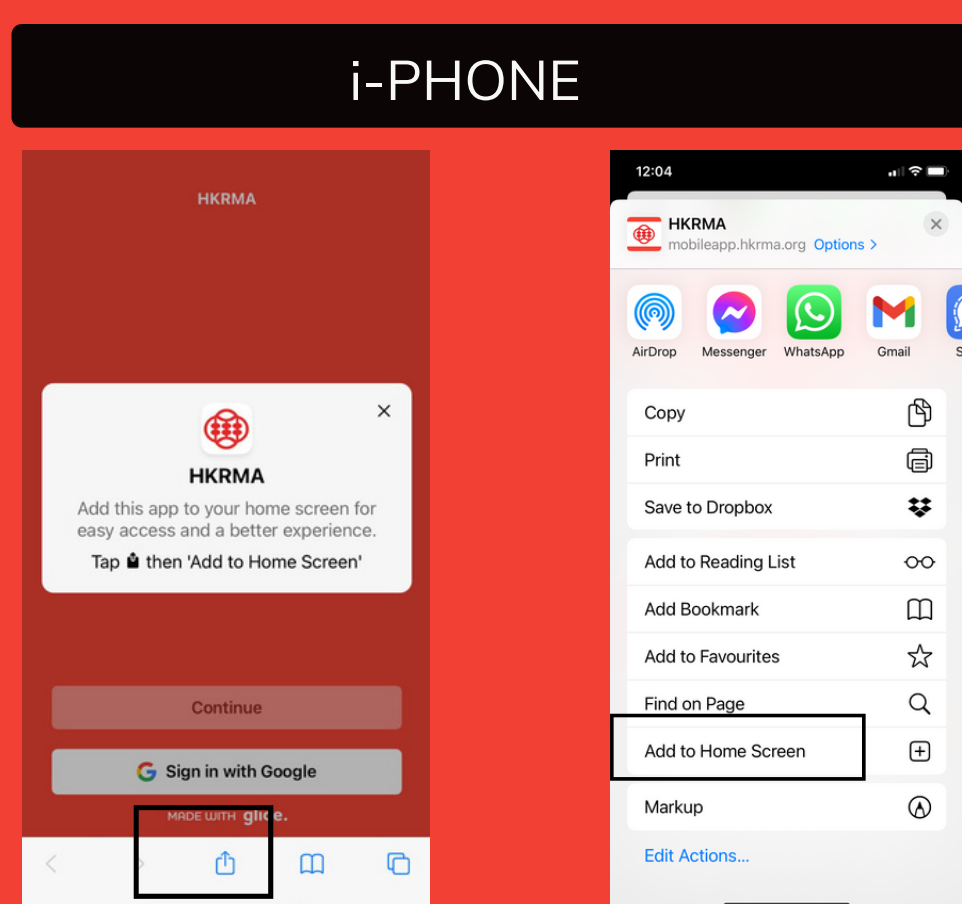 i-PHONE
HKRMA
HKRMA
Add this app to your home screen for
easy access and a better experience.
Tap then 'Add to Home Screen'
Continue
Sign in with Google
MADE WITH glide.
12:04
HKRMA
mobileapp.hkrma.org Options >
AirDrop Messenger WhatsApp Gmail S
Copy
Print
Save to Dropbox
Add to Reading List
Add Bookmark
Add to Favourites
Find on Page
Add to Home Screen
Markup
Edit Actions...